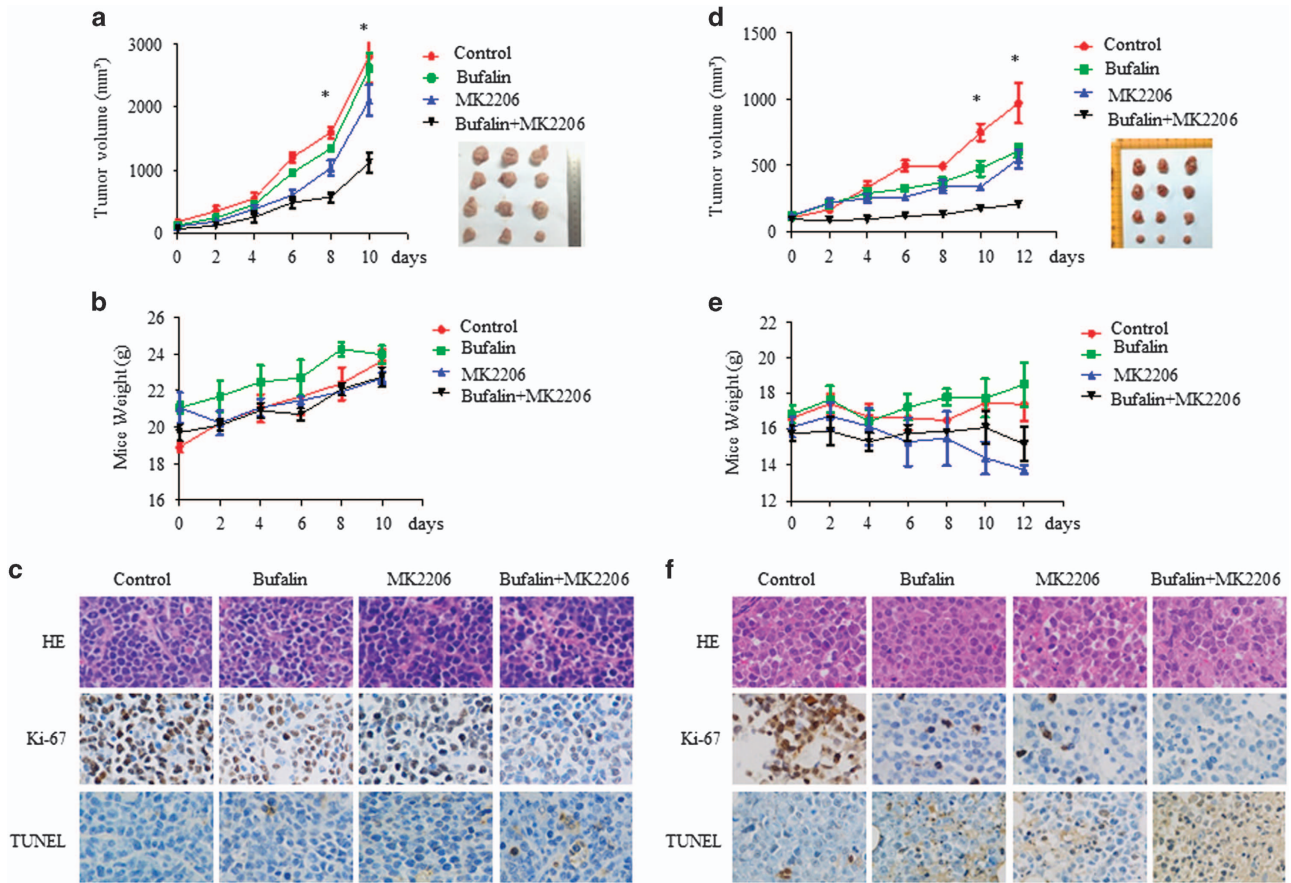 a
Tumor volume (mm³)
3000
2000
1000
0
0 2 4 6 8 10 days
*
*
Control
Bufalin
MK2206
Bufalin+MK2206
d
Tumor volume (mm³)
1500
1000
500
0
0 2 4 6 8 10 12 days
*
*
Control
Bufalin
MK2206
Bufalin+MK2206
b
Mice Weight (g)
26
24
22
20
18
16
0 2 4 6 8 10 days
Control
Bufalin
MK2206
Bufalin+MK2206
e
Mice Weight (g)
22
20
18
16
14
12
0 2 4 6 8 10 12 days
Control
Bufalin
MK2206
Bufalin+MK2206
c
Control Bufalin MK2206 Bufalin+MK2206
HE
Ki-67
TUNEL
f
Control Bufalin MK2206 Bufalin+MK2206
HE
Ki-67
TUNEL